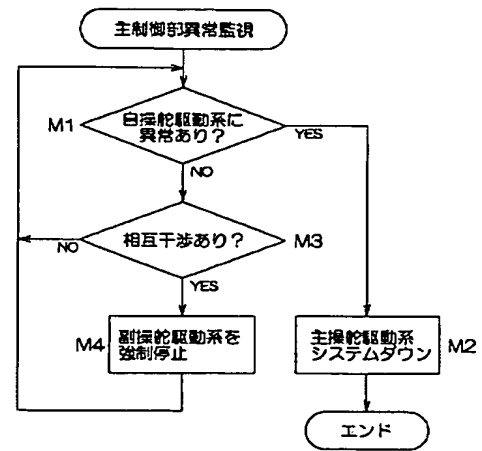 主制御部異常監視
M1
自操舵駆動系に
異常あり?
YES
NO
相互干渉あり?
M3
NO
YES
M4
副操舵駆動系を
強制停止
主操舵駆動系
システムダウン
M2
エンド